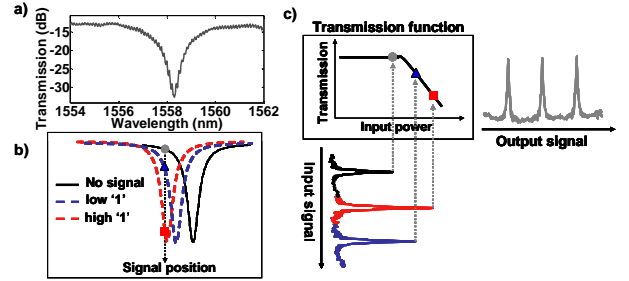 a)
Transmission (dB)
-15
-20
-25
-30
1554 1556 1558 1560 1562
Wavelength (nm)
b)
No signal
low ‘1’
high ‘1’
Signal position
c)
Transmission function
Transmission
Input power
Input signal
Output signal